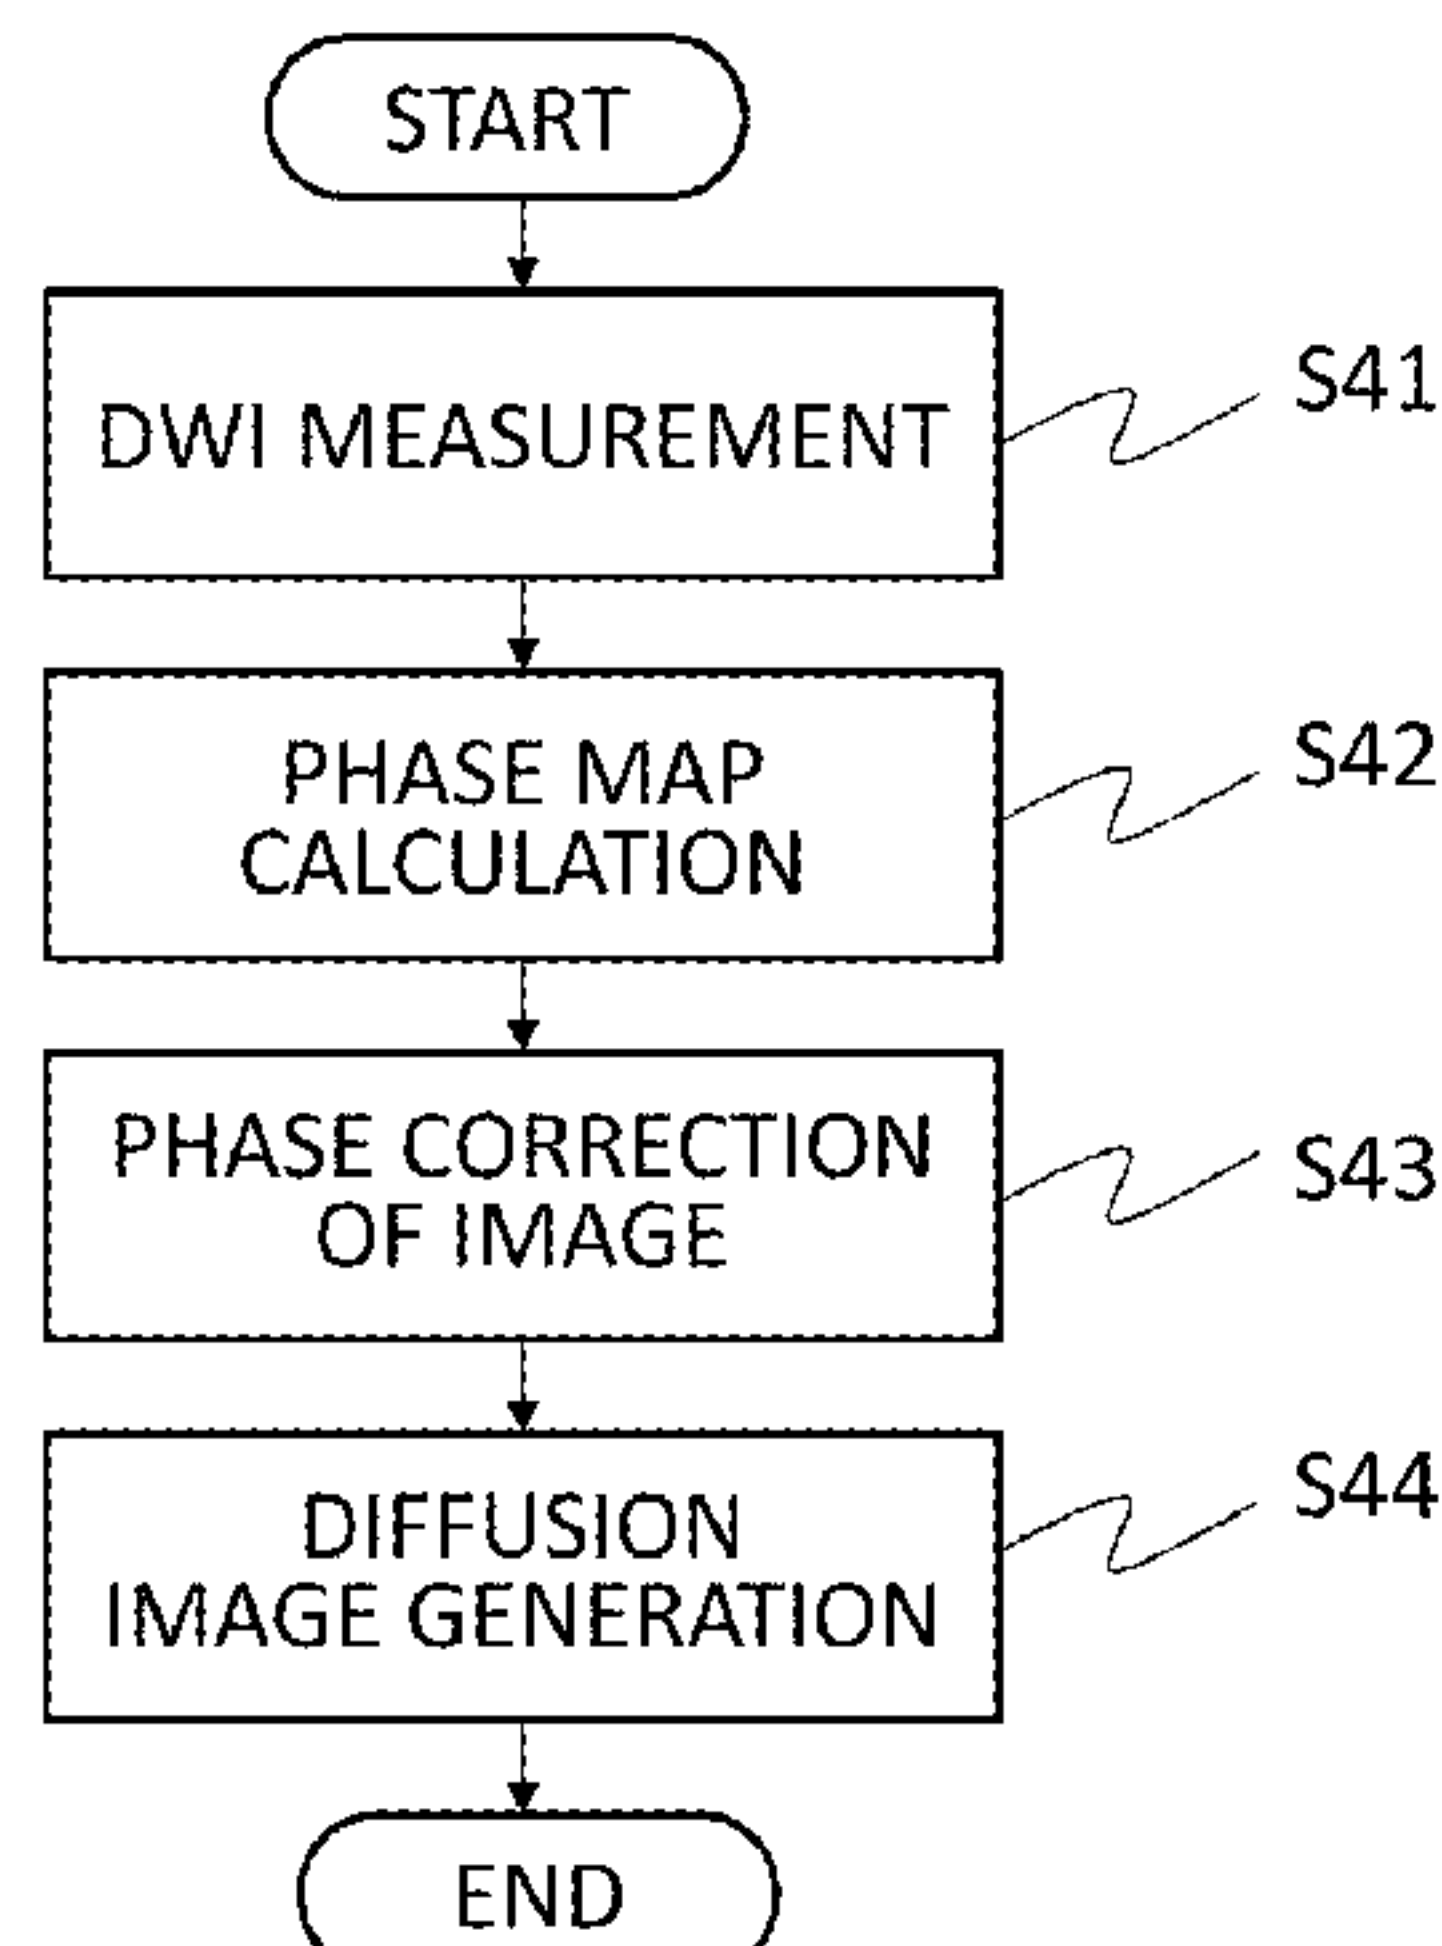 START
DWI MEASUREMENT
S41
PHASE MAP
CALCULATION
S42
PHASE CORRECTION
OF IMAGE
S43
DIFFUSION
IMAGE GENERATION
S44
END